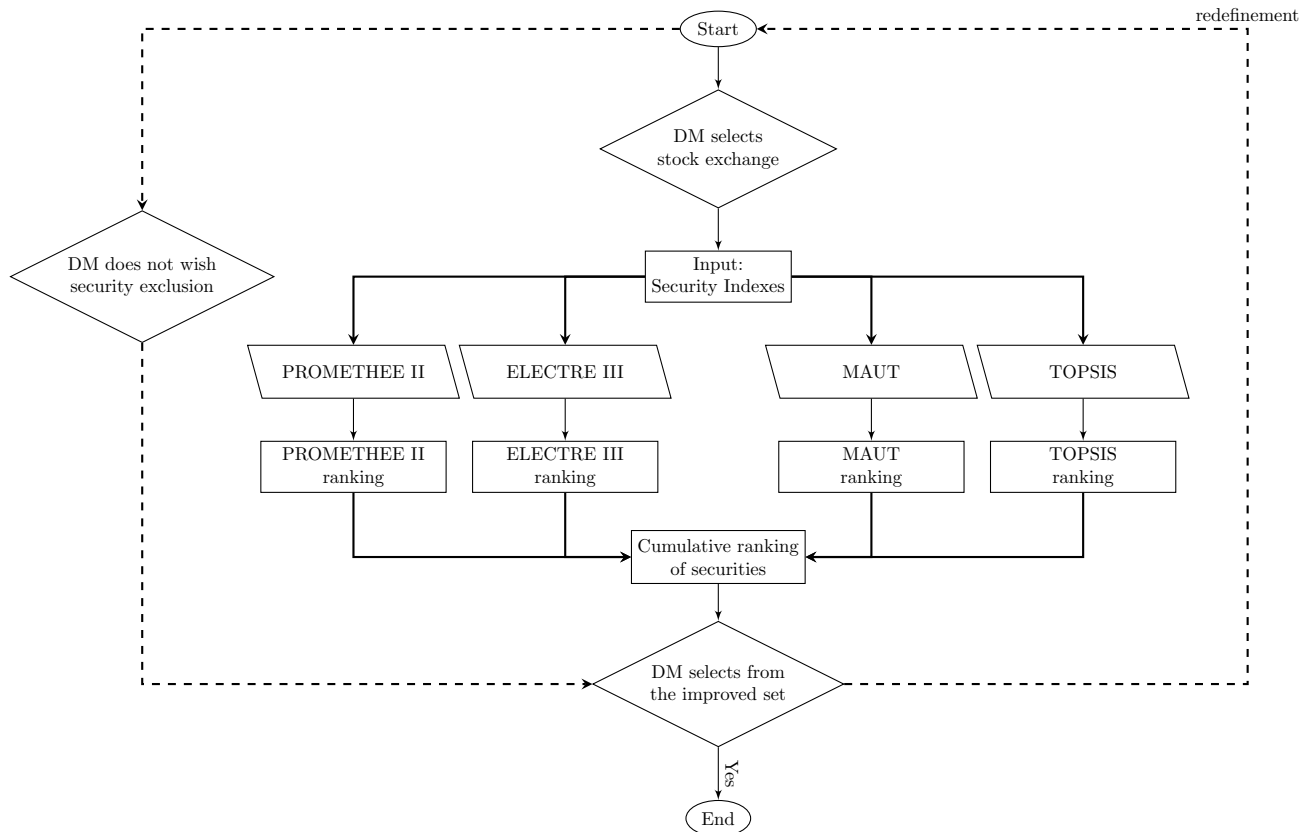 redefinement
Start
DM selects
stock exchange
DM does not wish
security exclusion
Input:
Security Indexes
PROMETHEE II
ELECTRE III
MAUT
TOPSIS
PROMETHEE II
ranking
ELECTRE III
ranking
MAUT
ranking
TOPSIS
ranking
Cumulative ranking
of securities
DM selects from
the improved set
Yes
End